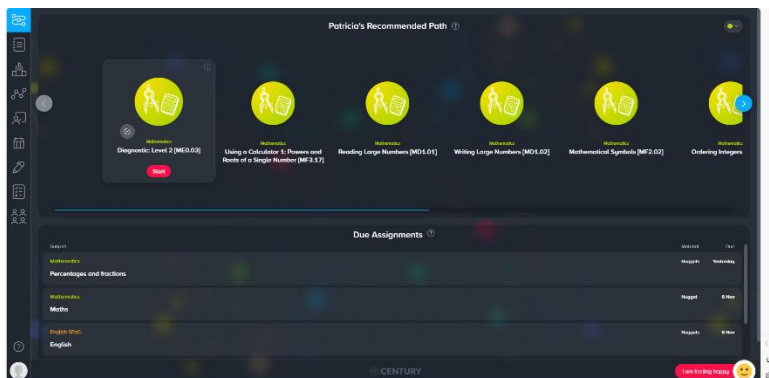 Patricia's Recommended Path
Mathematics
Diagnostic: Level 2 [ME0.03]
Start
Mathematics
Using a Calculator 1: Powers and
Roots of a Single Number [MF3.17]
Mathematics
Reading Large Numbers [MD1.01]
Mathematics
Writing Large Numbers [MD1.02]
Mathematics
Mathematical Symbols [MF2.02]
Mathematics
Ordering Integers
Due Assignments
Subject Material Due
Mathematics
Percentages and fractions
Nuggets Yesterday
Mathematics
Maths
Nugget 8 Nov
English SPaG
English
Nuggets 8 Nov
CENTURY
I am feeling happy